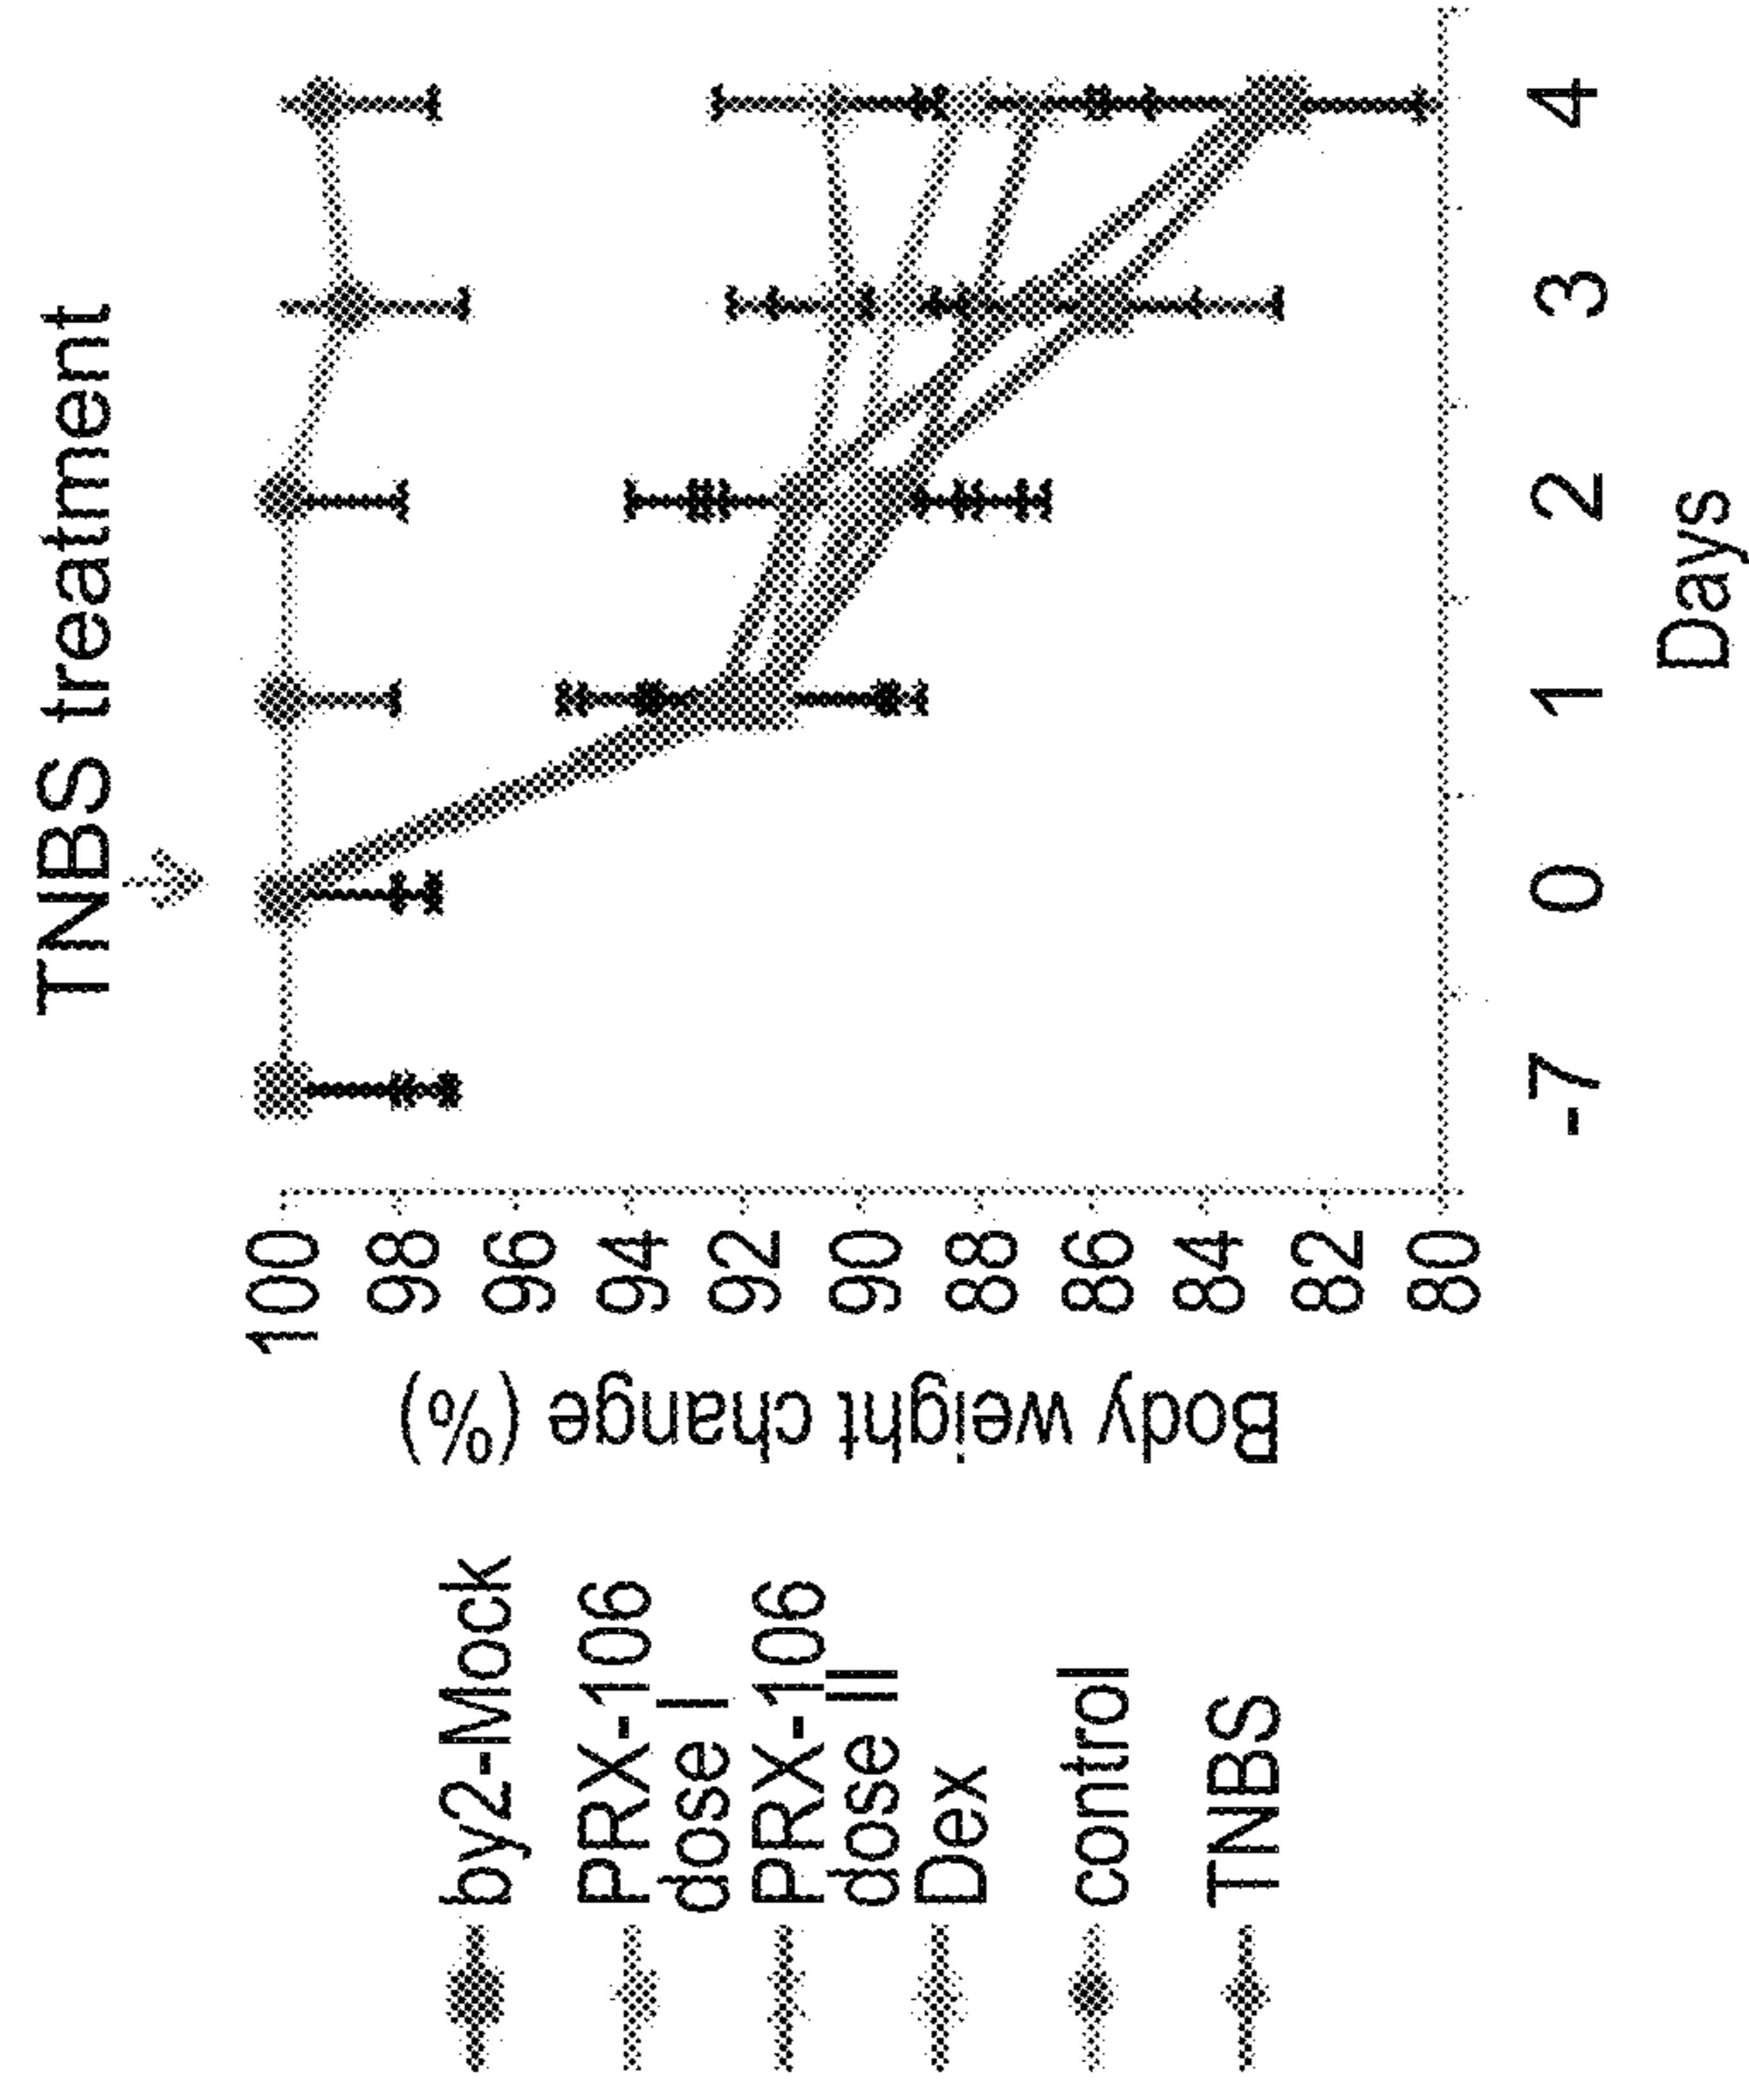 TNBS treatment
Body weight change (%)
100
98
96
94
92
90
88
86
84
82
80
-7 0 1 2 3 4
Days
by2-Mock
PRX-106
dose I
PRX-106
dose II
Dex
control
TNBS